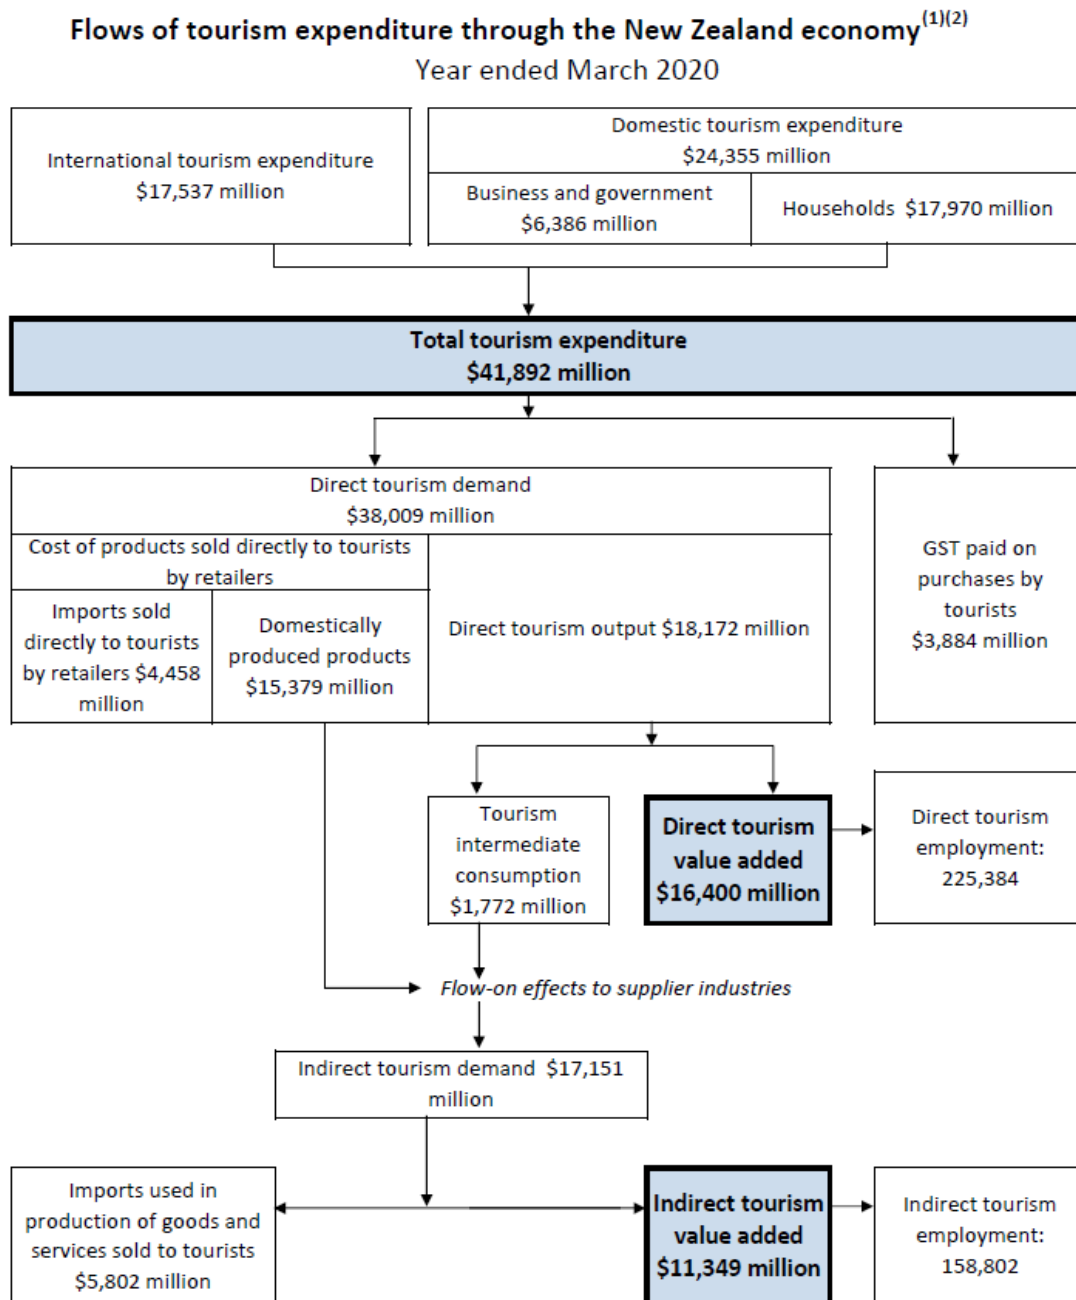 Flows of tourism expenditure through the New Zealand economy(1)(2)
Year ended March 2020
International tourism expenditure
$17,537 million
Domestic tourism expenditure
$24,355 million
Business and government
$6,386 million
Households $17,970 million
Total tourism expenditure
$41,892 million
Direct tourism demand
$38,009 million
Cost of products sold directly to tourists
by retailers
Imports sold
directly to tourists
by retailers $4,458
million
Domestically
produced products
$15,379 million
Direct tourism output $18,172 million
GST paid on
purchases by
tourists
$3,884 million
Tourism
intermediate
consumption
$1,772 million
Direct tourism
value added
$16,400 million
Direct tourism
employment:
225,384
Flow-on effects to supplier industries
Indirect tourism demand $17,151
million
Imports used in
production of goods and
services sold to tourists
$5,802 million
Indirect tourism
value added
$11,349 million
Indirect tourism
employment:
158,802